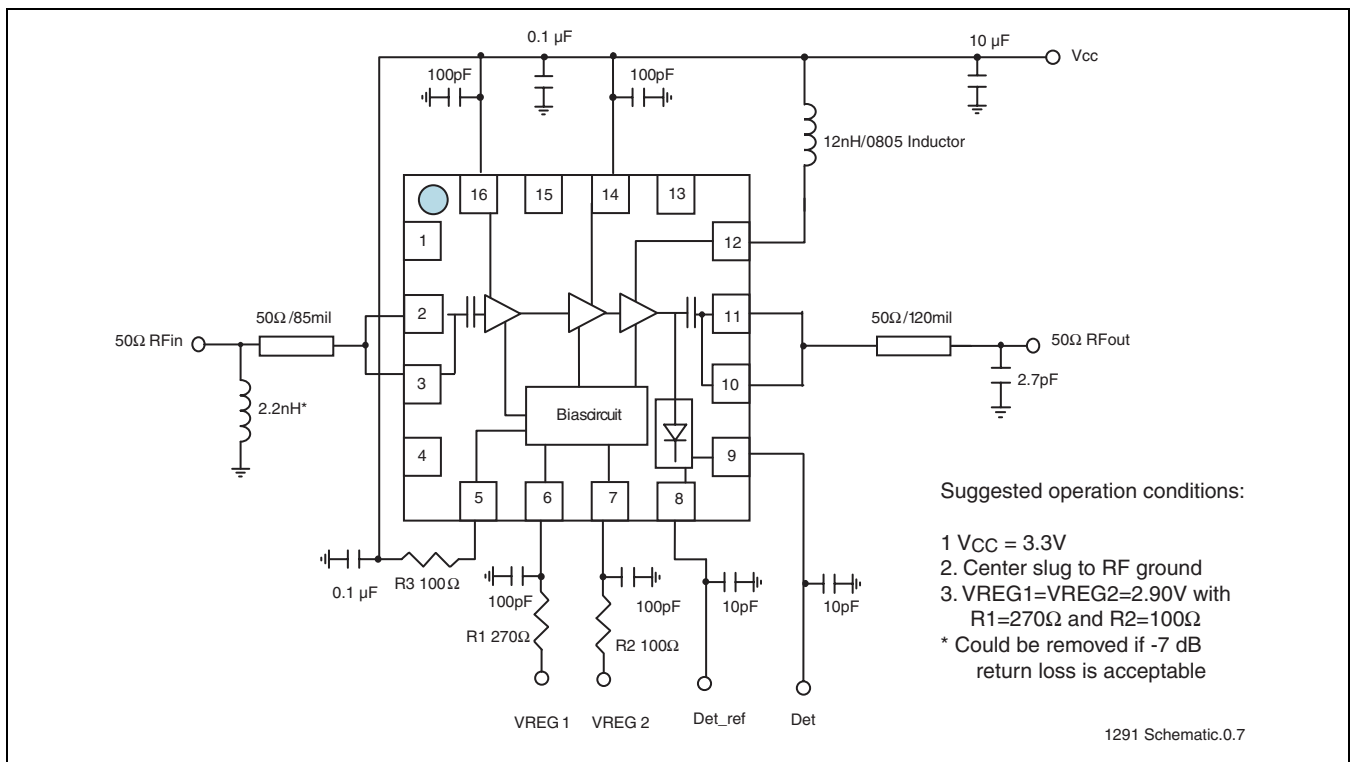 0.1 µF
10 µF
Vcc
100pF
100pF
12nH/0805 Inductor
16
15
14
13
1
12
2
11
50Ω/85mil
50Ω/120mil
50Ω RFin
50Ω RFout
3
10
2.7pF
2.2nH*
Biascircuit
4
9
5
6
7
8
Suggested operation conditions:
1 VCC = 3.3V
2. Center slug to RF ground
3. VREG1=VREG2=2.90V with
R1=270Ω and R2=100Ω
* Could be removed if -7 dB
return loss is acceptable
R3 100Ω
0.1 µF
100pF
100pF
10pF
10pF
R1 270Ω
R2 100Ω
VREG 1
VREG 2
Det_ref
Det
1291 Schematic.0.7